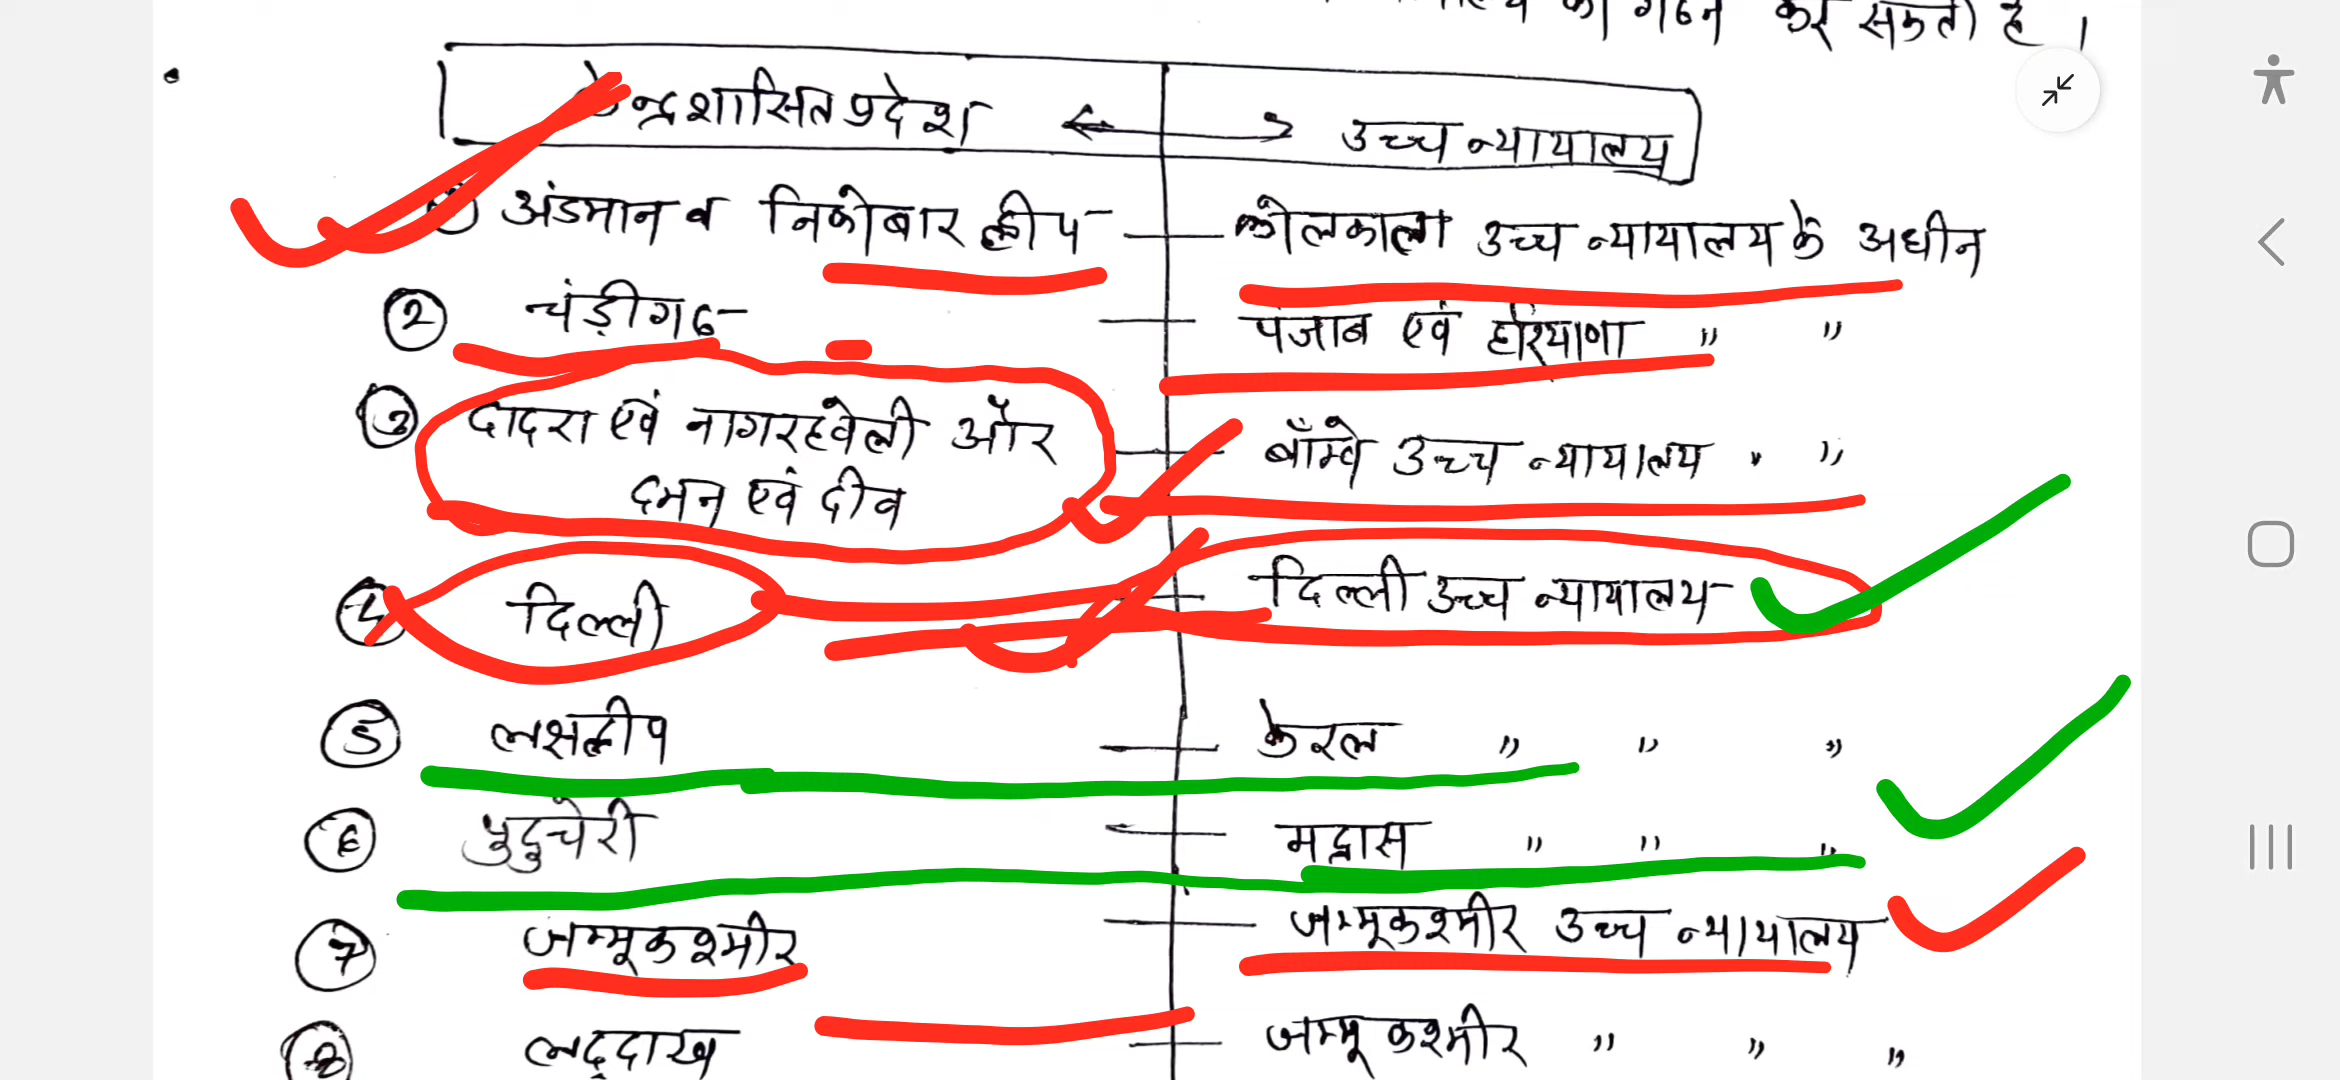 का गठन कर सकती है ।
केन्द्रशासित प्रदेश ↔ उच्च न्यायालय
① अंडमान व निकोबार द्वीप — कोलकाता उच्च न्यायालय के अधीन
② चंडीगढ — पंजाब एवं हरियाणा " "
③ दादरा एवं नागरहवेली और — बॉम्बे उच्च न्यायालय " "
दमन एवं दीव
④ दिल्ली — दिल्ली उच्च न्यायालय
⑤ लक्षद्वीप — केरल " " "
⑥ पुदुचेरी — मद्रास " " "
⑦ जम्मूकश्मीर — जम्मूकश्मीर उच्च न्यायालय
⑧ लद्दाख — जम्मू कश्मीर " " "